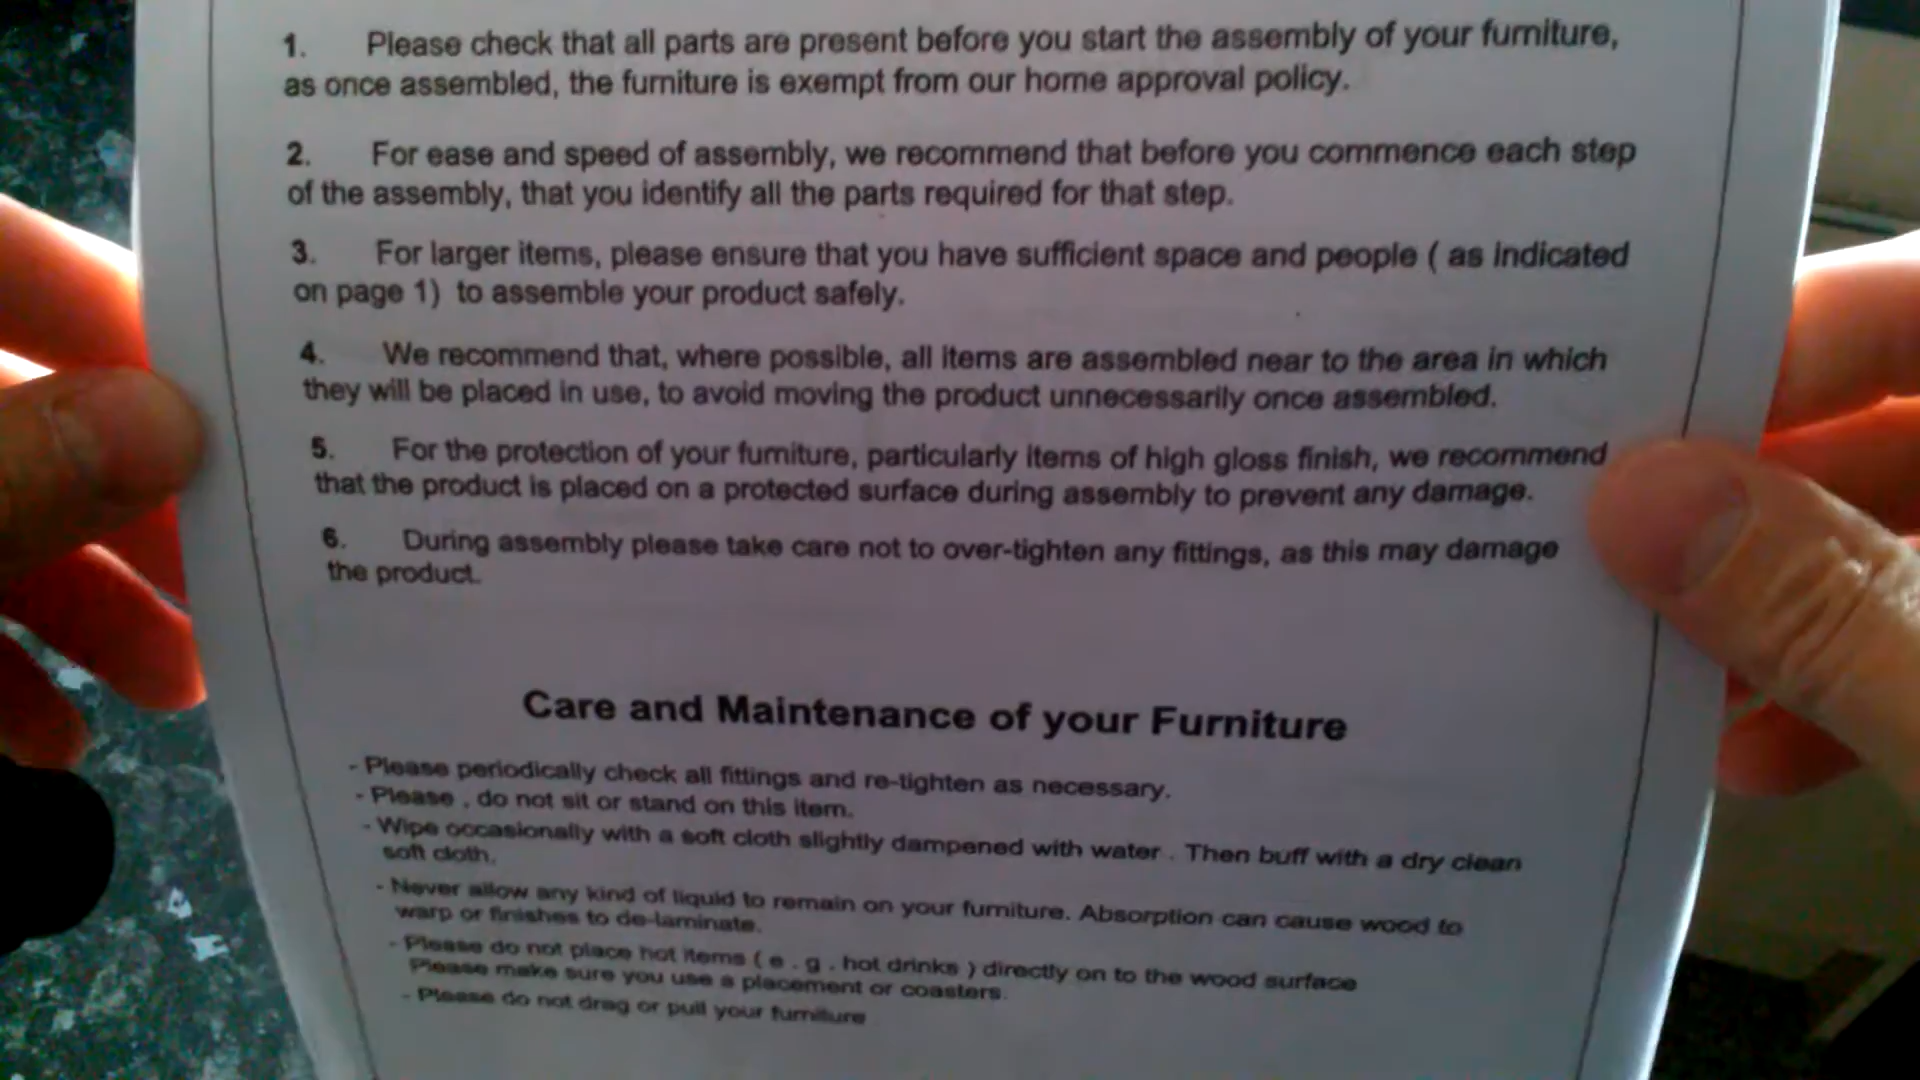 1. Please check that all parts are present before you start the assembly of your furniture,
as once assembled, the furniture is exempt from our home approval policy.
2. For ease and speed of assembly, we recommend that before you commence each step
of the assembly, that you identify all the parts required for that step.
3. For larger items, please ensure that you have sufficient space and people ( as indicated
on page 1) to assemble your product safely.
4. We recommend that, where possible, all items are assembled near to the area in which
they will be placed in use, to avoid moving the product unnecessarily once assembled.
5. For the protection of your furniture, particularly items of high gloss finish, we recommend
that the product is placed on a protected surface during assembly to prevent any damage.
6. During assembly please take care not to over-tighten any fittings, as this may damage
the product.
Care and Maintenance of your Furniture
- Please periodically check all fittings and re-tighten as necessary.
- Please , do not sit or stand on this item.
- Wipe occasionally with a soft cloth slightly dampened with water . Then buff with a dry clean
soft cloth.
- Never allow any kind of liquid to remain on your furniture. Absorption can cause wood to
warp or finishes to de-laminate.
- Please do not place hot items ( e . g . hot drinks ) directly on to the wood surface
Please make sure you use a placement or coasters.
- Please do not drag or pull your furniture